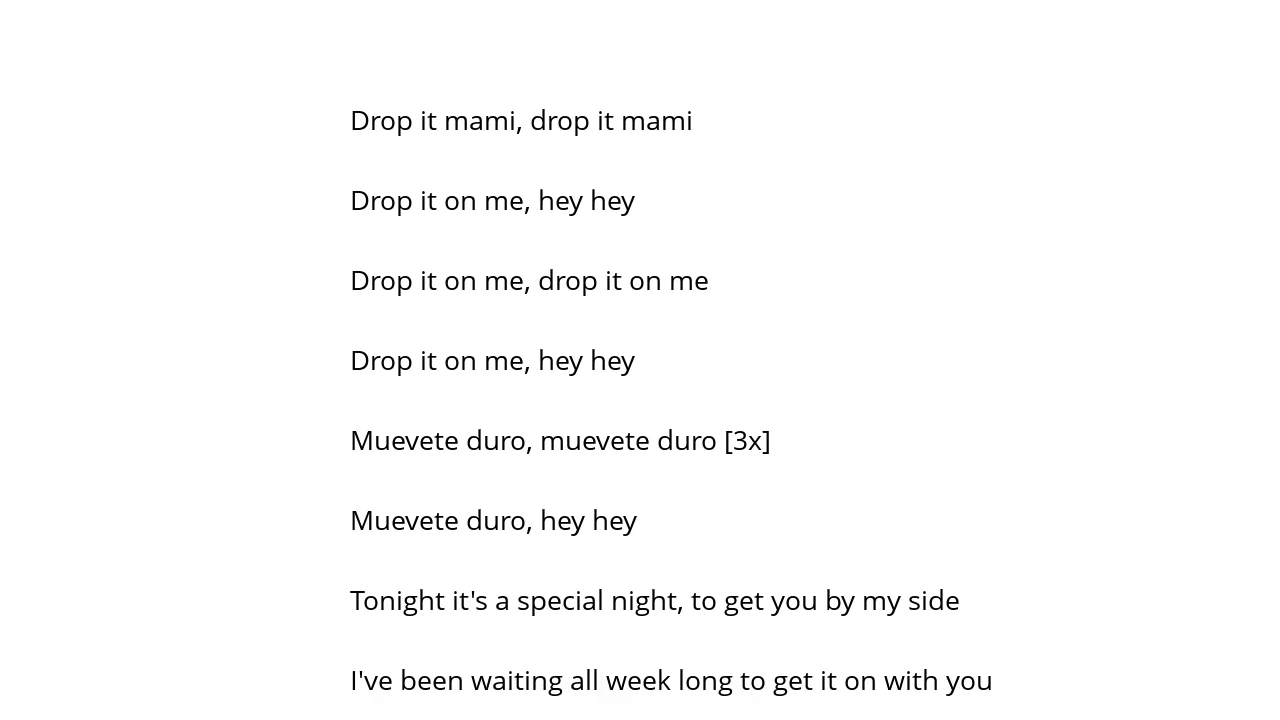 Drop it mami, drop it mami
Drop it on me, hey hey
Drop it on me, drop it on me
Drop it on me, hey hey
Muevete duro, muevete duro [3x]
Muevete duro, hey hey
Tonight it's a special night, to get you by my side
I've been waiting all week long to get it on with you